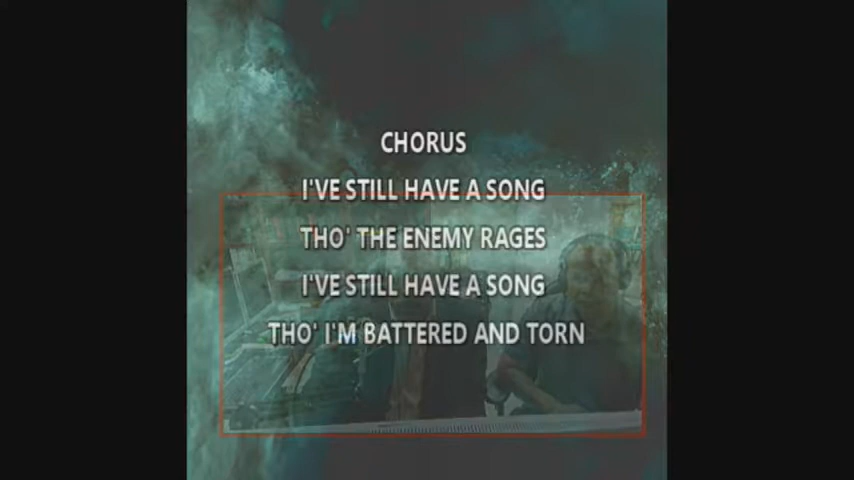 CHORUS
I'VE STILL HAVE A SONG
THO' THE ENEMY RAGES
I'VE STILL HAVE A SONG
THO' I'M BATTERED AND TORN